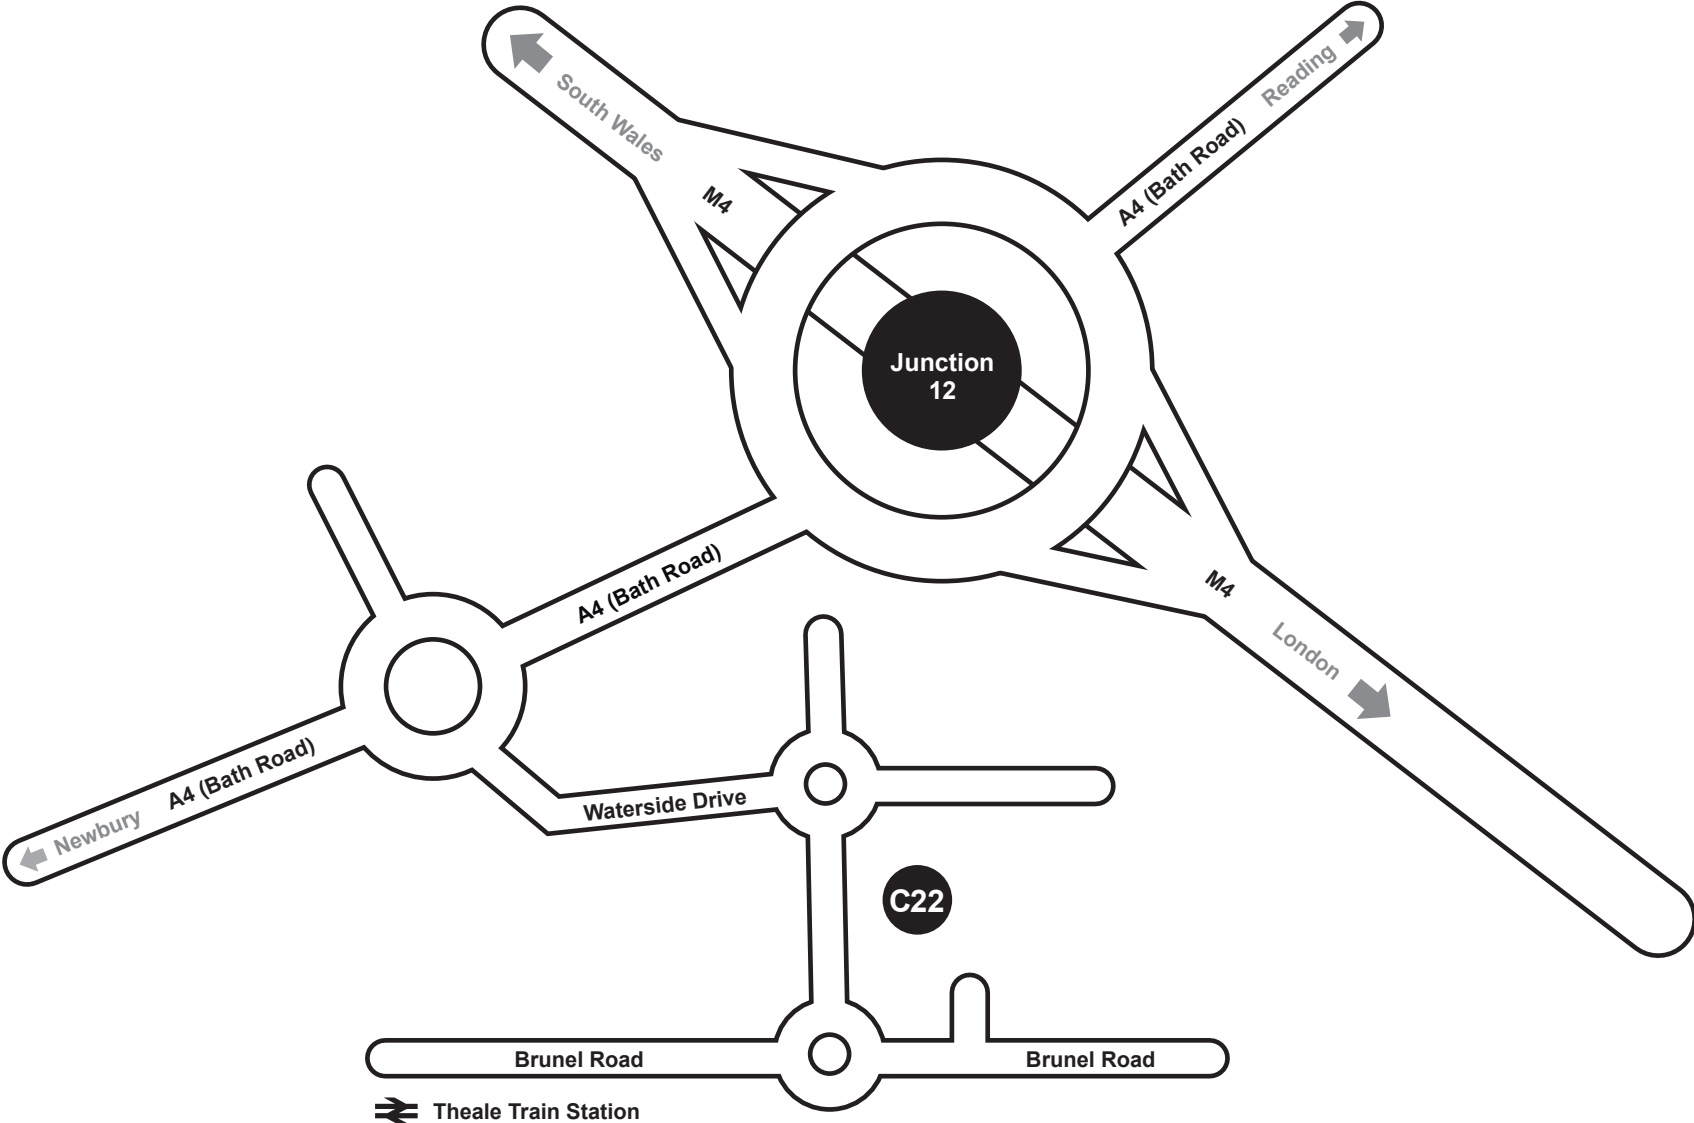 South Wales
Reading
A4 (Bath Road)
M4
Junction
12
A4 (Bath Road)
M4
London
A4 (Bath Road)
Newbury
Waterside Drive
C22
Brunel Road
Brunel Road
Theale Train Station